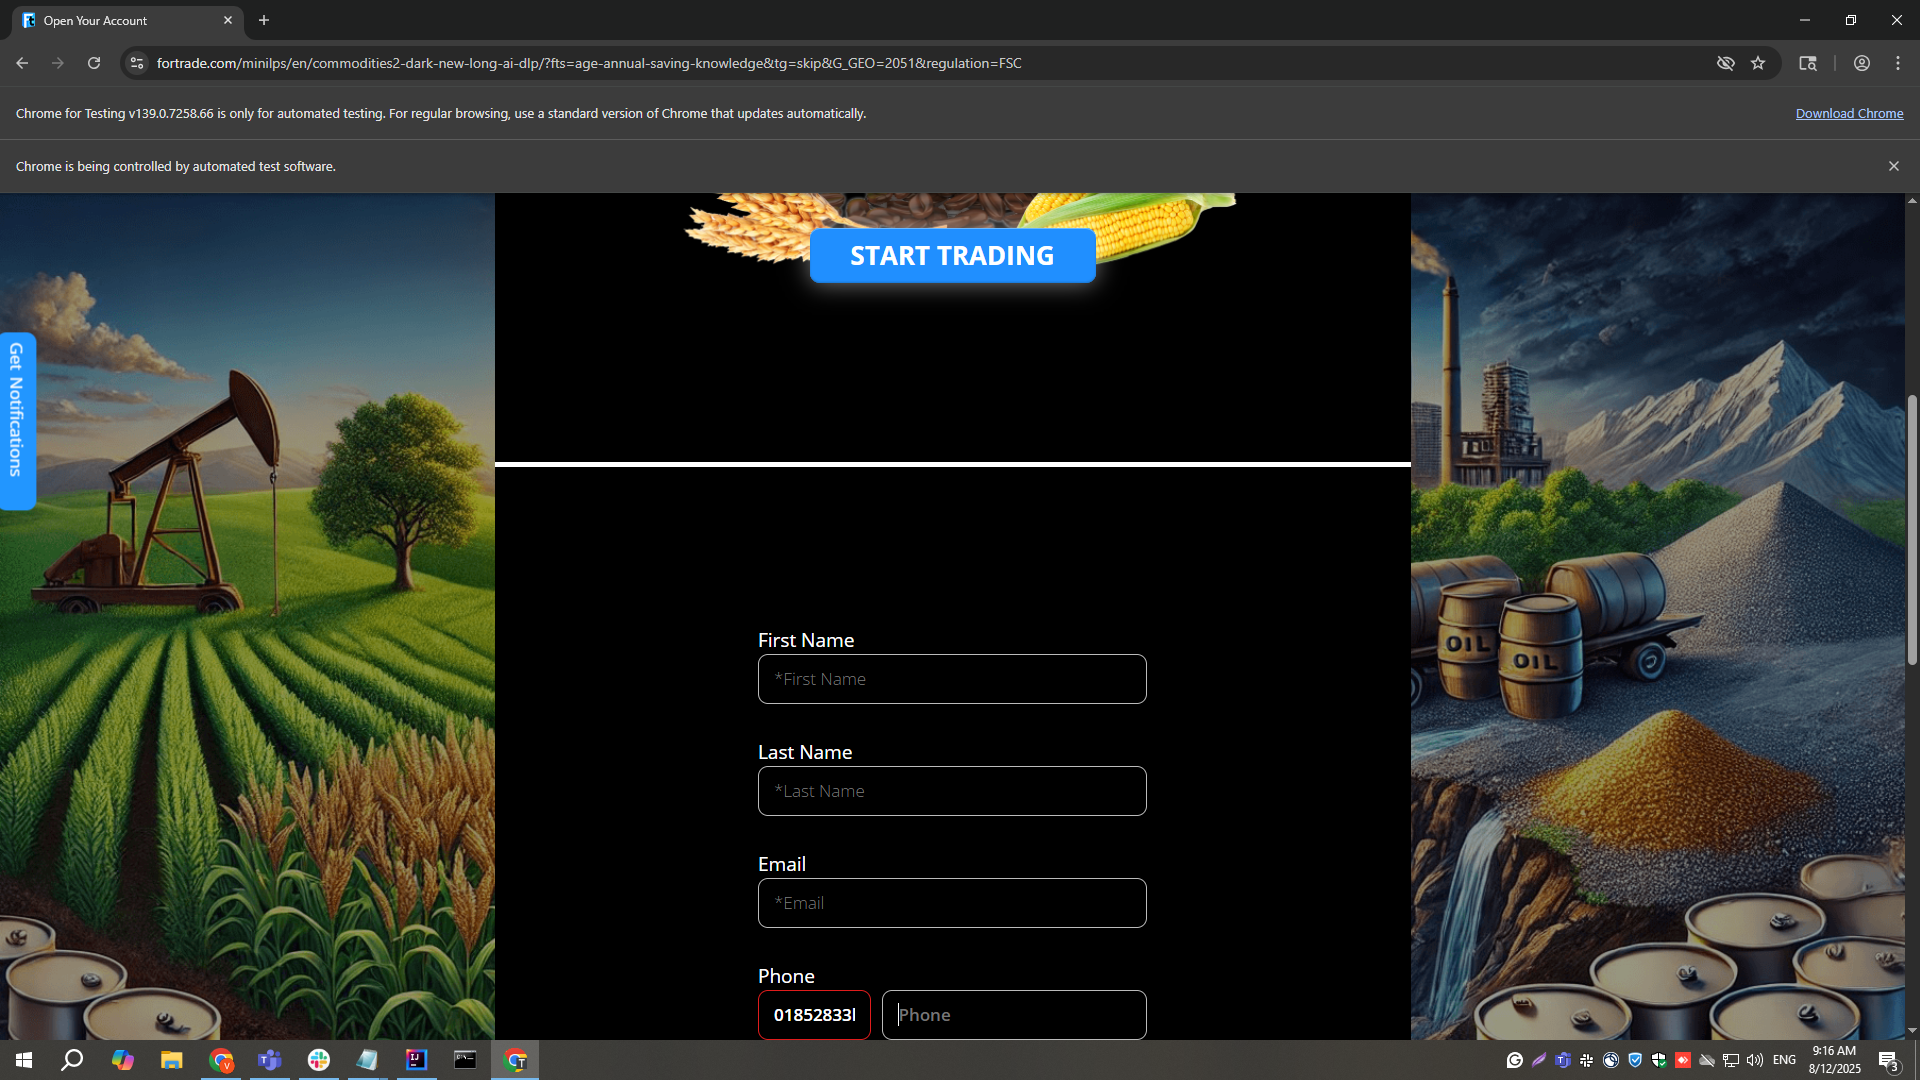 Open Your Account
fortrade.com/minilps/en/commodities2-dark-new-long-ai-dlp/?fts=age-annual-saving-knowledge&tg=skip&G_GEO=2051&regulation=FSC
Chrome for Testing v139.0.7258.66 is only for automated testing. For regular browsing, use a standard version of Chrome that updates automatically.
Download Chrome
Chrome is being controlled by automated test software.
START TRADING
Get Notifications
OIL
OIL
First Name
*First Name
Last Name
*Last Name
Email
*Email
Phone
01852833
Phone
ENG
9:16 AM
8/12/2025
3